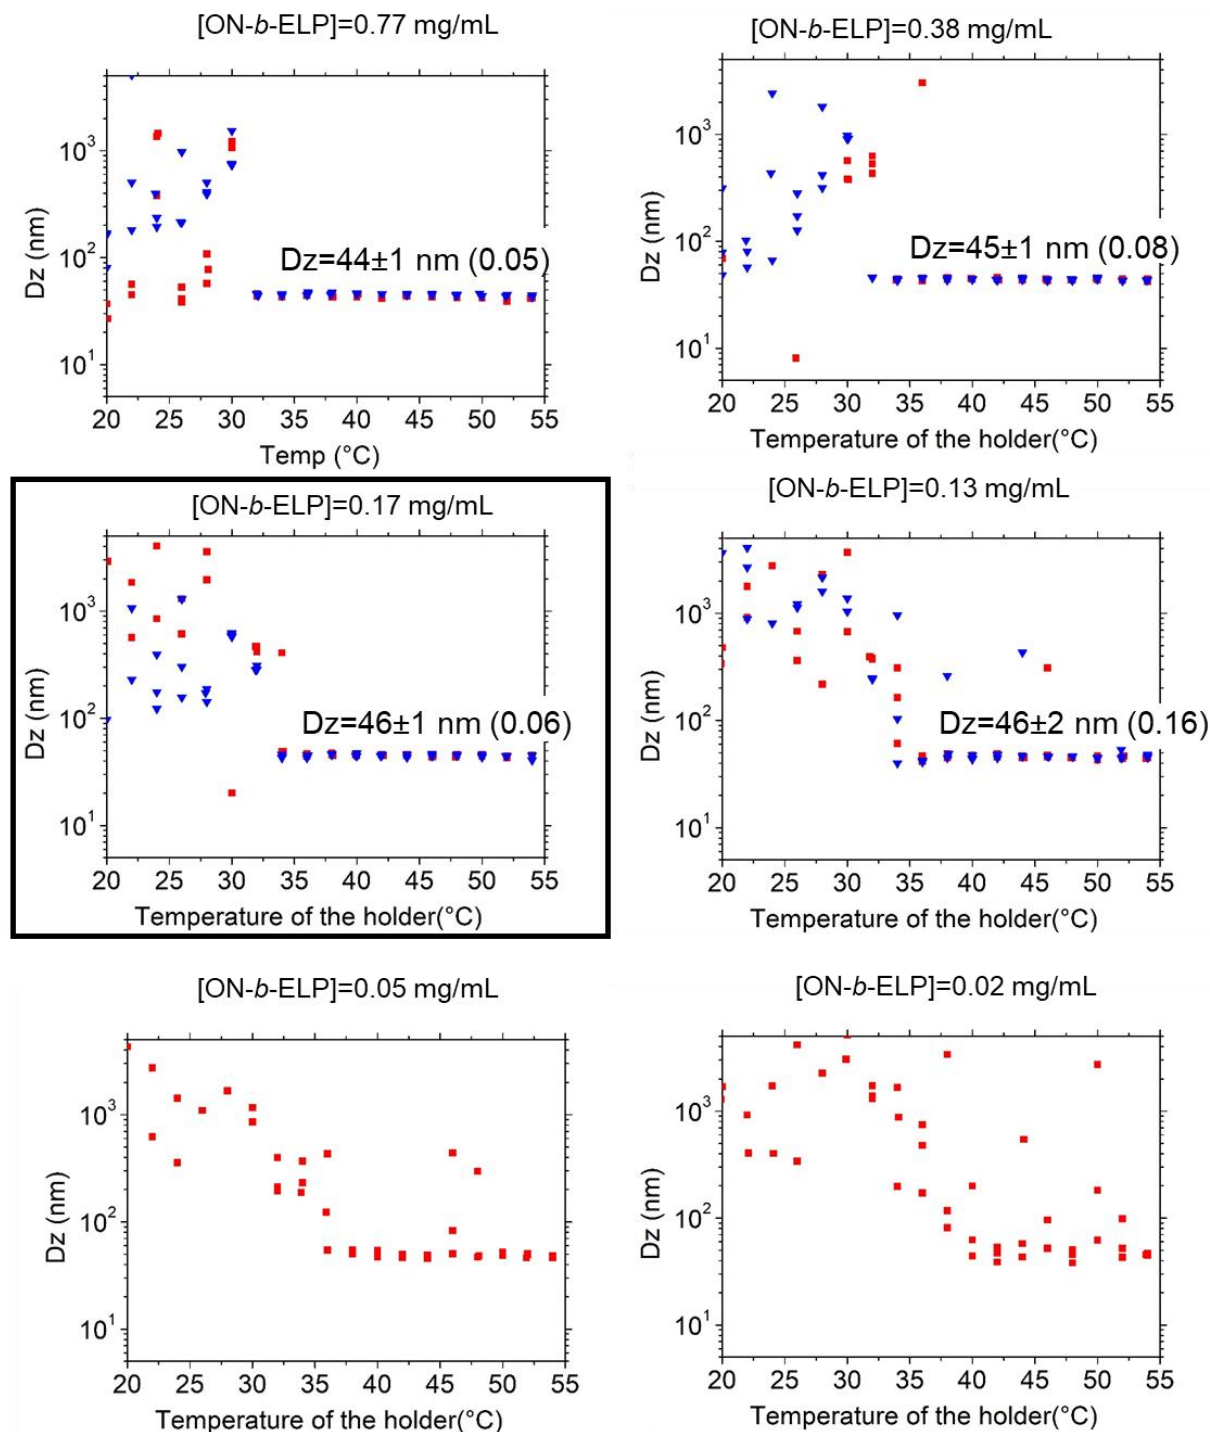 [ON-b-ELP]=0.77 mg/mL
Dz (nm)
10³
10²
10¹
Dz=44±1 nm (0.05)
20 25 30 35 40 45 50 55
Temp (°C)
[ON-b-ELP]=0.38 mg/mL
Dz (nm)
10³
10²
10¹
Dz=45±1 nm (0.08)
20 25 30 35 40 45 50 55
Temperature of the holder(°C)
[ON-b-ELP]=0.17 mg/mL
Dz (nm)
10³
10²
10¹
Dz=46±1 nm (0.06)
20 25 30 35 40 45 50 55
Temperature of the holder(°C)
[ON-b-ELP]=0.13 mg/mL
Dz (nm)
10³
10²
10¹
Dz=46±2 nm (0.16)
20 25 30 35 40 45 50 55
Temperature of the holder(°C)
[ON-b-ELP]=0.05 mg/mL
Dz (nm)
10³
10²
10¹
20 25 30 35 40 45 50 55
Temperature of the holder(°C)
[ON-b-ELP]=0.02 mg/mL
Dz (nm)
10³
10²
10¹
20 25 30 35 40 45 50 55
Temperature of the holder(°C)